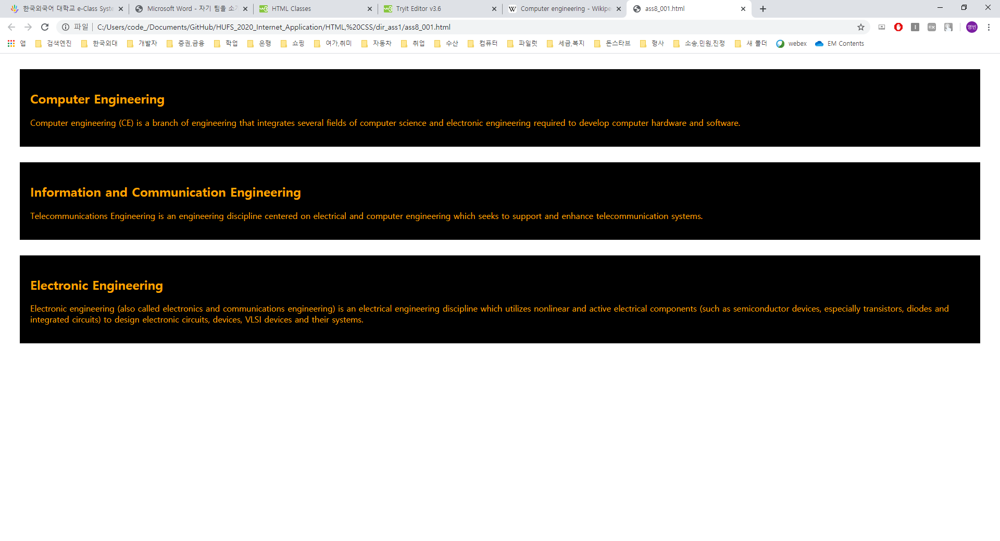 한국외국어 대학교 e-Class Syste
Microsoft Word - 자기 팀을 소
HTML Classes
Tryit Editor v3.6
Computer engineering - Wikipe
ass8_001.html
파일 C:/Users/code_/Documents/GitHub/HUFS_2020_Internet_Application/HTML,%20CSS/dir_ass1/ass8_001.html
영빈
앱 검색엔진 한국외대 개발자 증권,금융 학업 은행 쇼핑 여가,취미 자동차 취업 수산 컴퓨터 파일럿 세금,복지 돈스타브 형사 소송,민원,진정 새 폴더 webex EM Contents
Computer Engineering
Computer engineering (CE) is a branch of engineering that integrates several fields of computer science and electronic engineering required to develop computer hardware and software.
Information and Communication Engineering
Telecommunications Engineering is an engineering discipline centered on electrical and computer engineering which seeks to support and enhance telecommunication systems.
Electronic Engineering
Electronic engineering (also called electronics and communications engineering) is an electrical engineering discipline which utilizes nonlinear and active electrical components (such as semiconductor devices, especially transistors, diodes and
integrated circuits) to design electronic circuits, devices, VLSI devices and their systems.